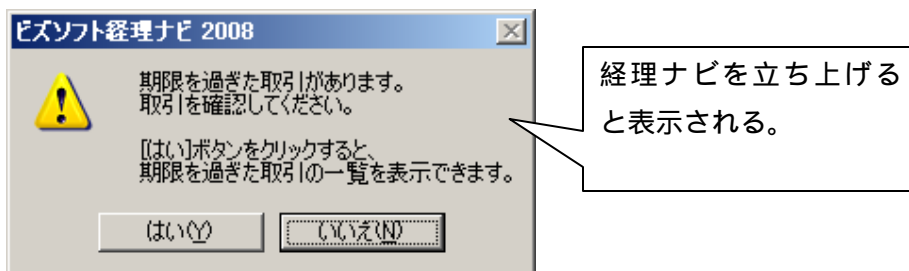 ビズソフト経理ナビ 2008
期限を過ぎた取引があります。
取引を確認してください。
[はい]ボタンをクリックすると、
期限を過ぎた取引の一覧を表示できます。
はい(Y)
いいえ(N)
経理ナビを立ち上げる
と表示される。